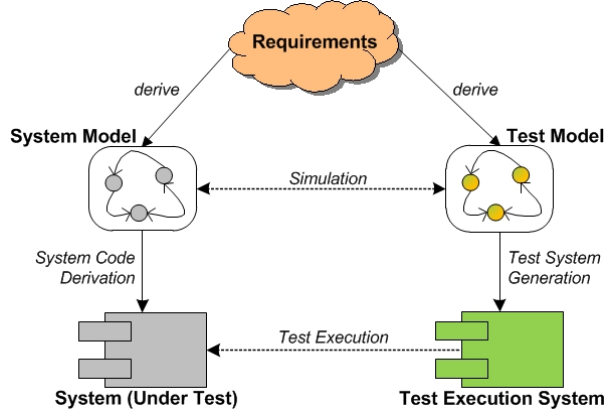 Requirements
derive
derive
System Model
Test Model
Simulation
System Code
Derivation
Test System
Generation
Test Execution
System (Under Test)
Test Execution System